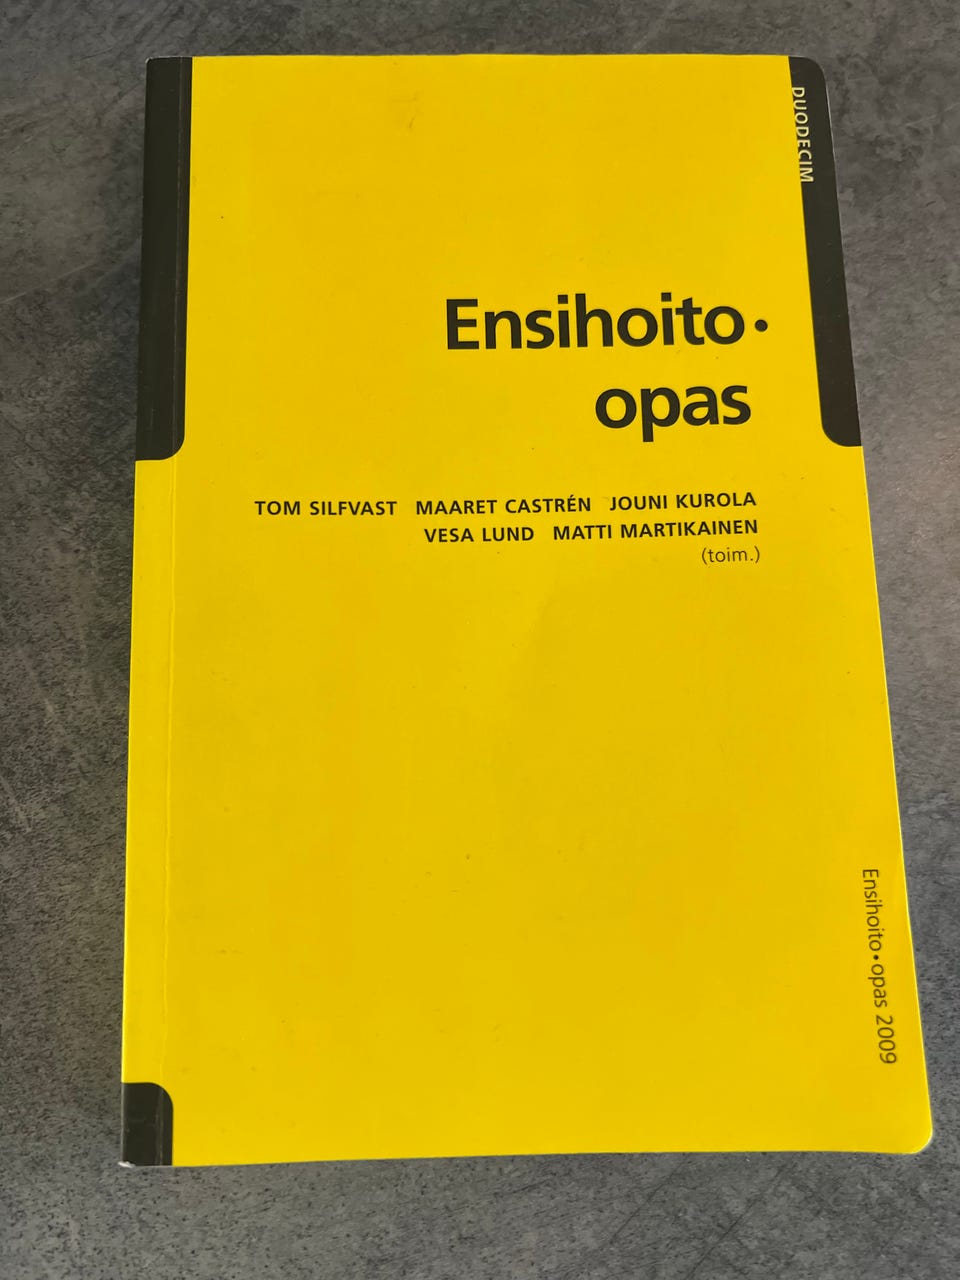 DUODECIM
Ensihoito•
opas
TOM SILFVAST MAARET CASTRÉN JOUNI KUROLA
VESA LUND MATTI MARTIKAINEN
(toim.)
Ensihoito•opas 2009